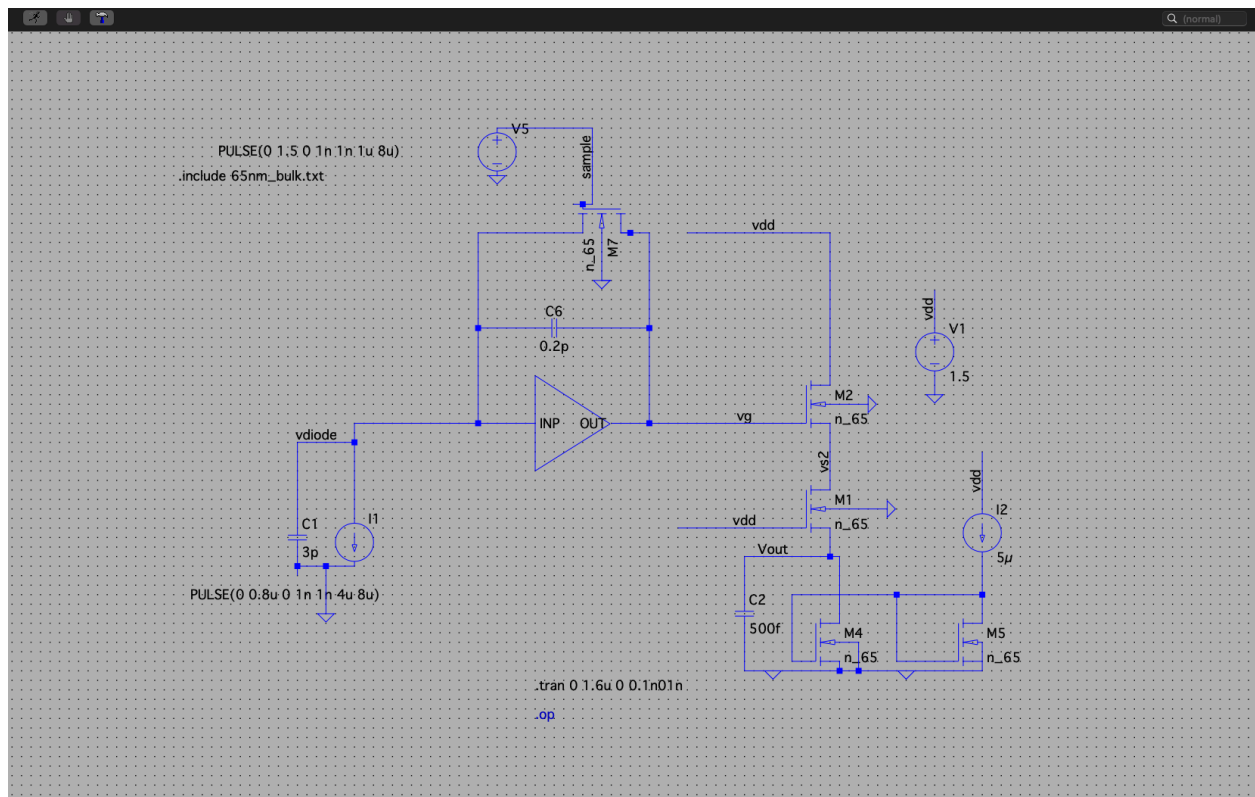 (normal)
V5
PULSE(0 1.5 0 1n 1n 1u 8u)
sample
.include 65nm_bulk.txt
n_65
M7
vdd
C6
0.2p
vdd
V1
1.5
M2
n_65
INP
OUT
vg
vdiode
vs2
vdd
M1
n_65
C1
3p
I1
vdd
I2
5µ
Vout
PULSE(0 0.8u 0 1n 1n 4u 8u)
C2
500f
M4
n_65
M5
n_65
.tran 0 1.6u 0 0.1n01n
.op